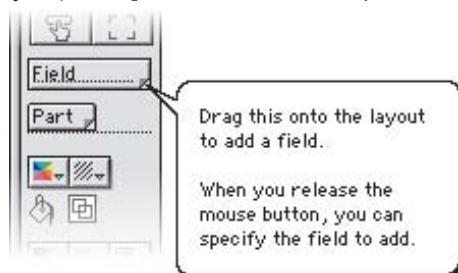 Field
Part
Drag this onto the layout
to add a field.
When you release the
mouse button, you can
specify the field to add.